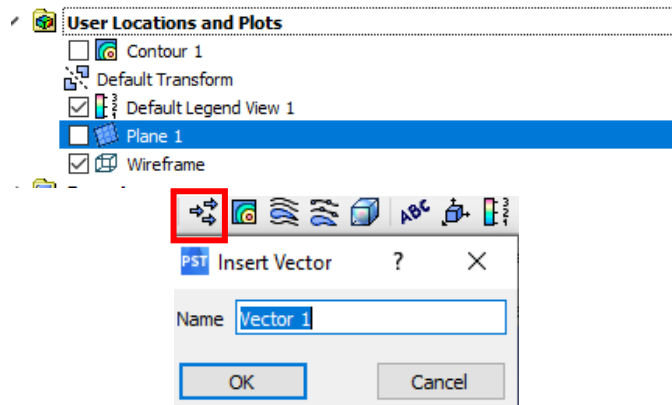 User Locations and Plots
Contour 1
Default Transform
Default Legend View 1
Plane 1
Wireframe
ABC
PST Insert Vector ? X
Name Vector 1
OK Cancel